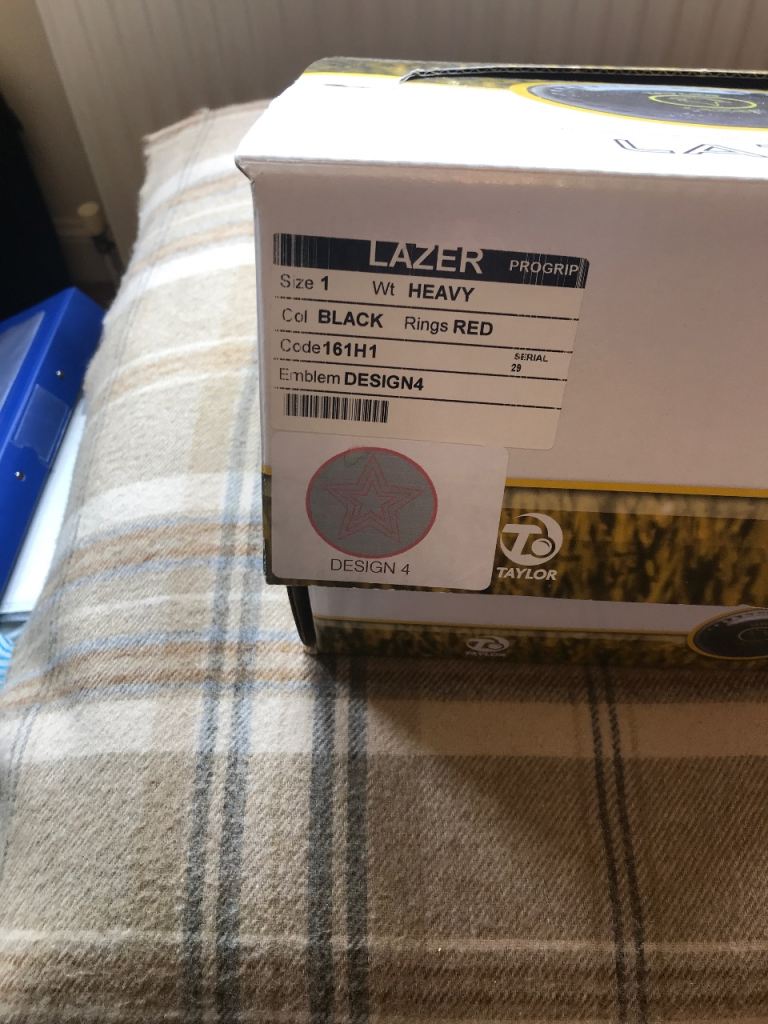 LAZER PROGRIP
Size 1 Wt HEAVY
Col BLACK Rings RED
Code 161H1 SERIAL
29
Emblem DESIGN4
DESIGN 4
TAYLOR